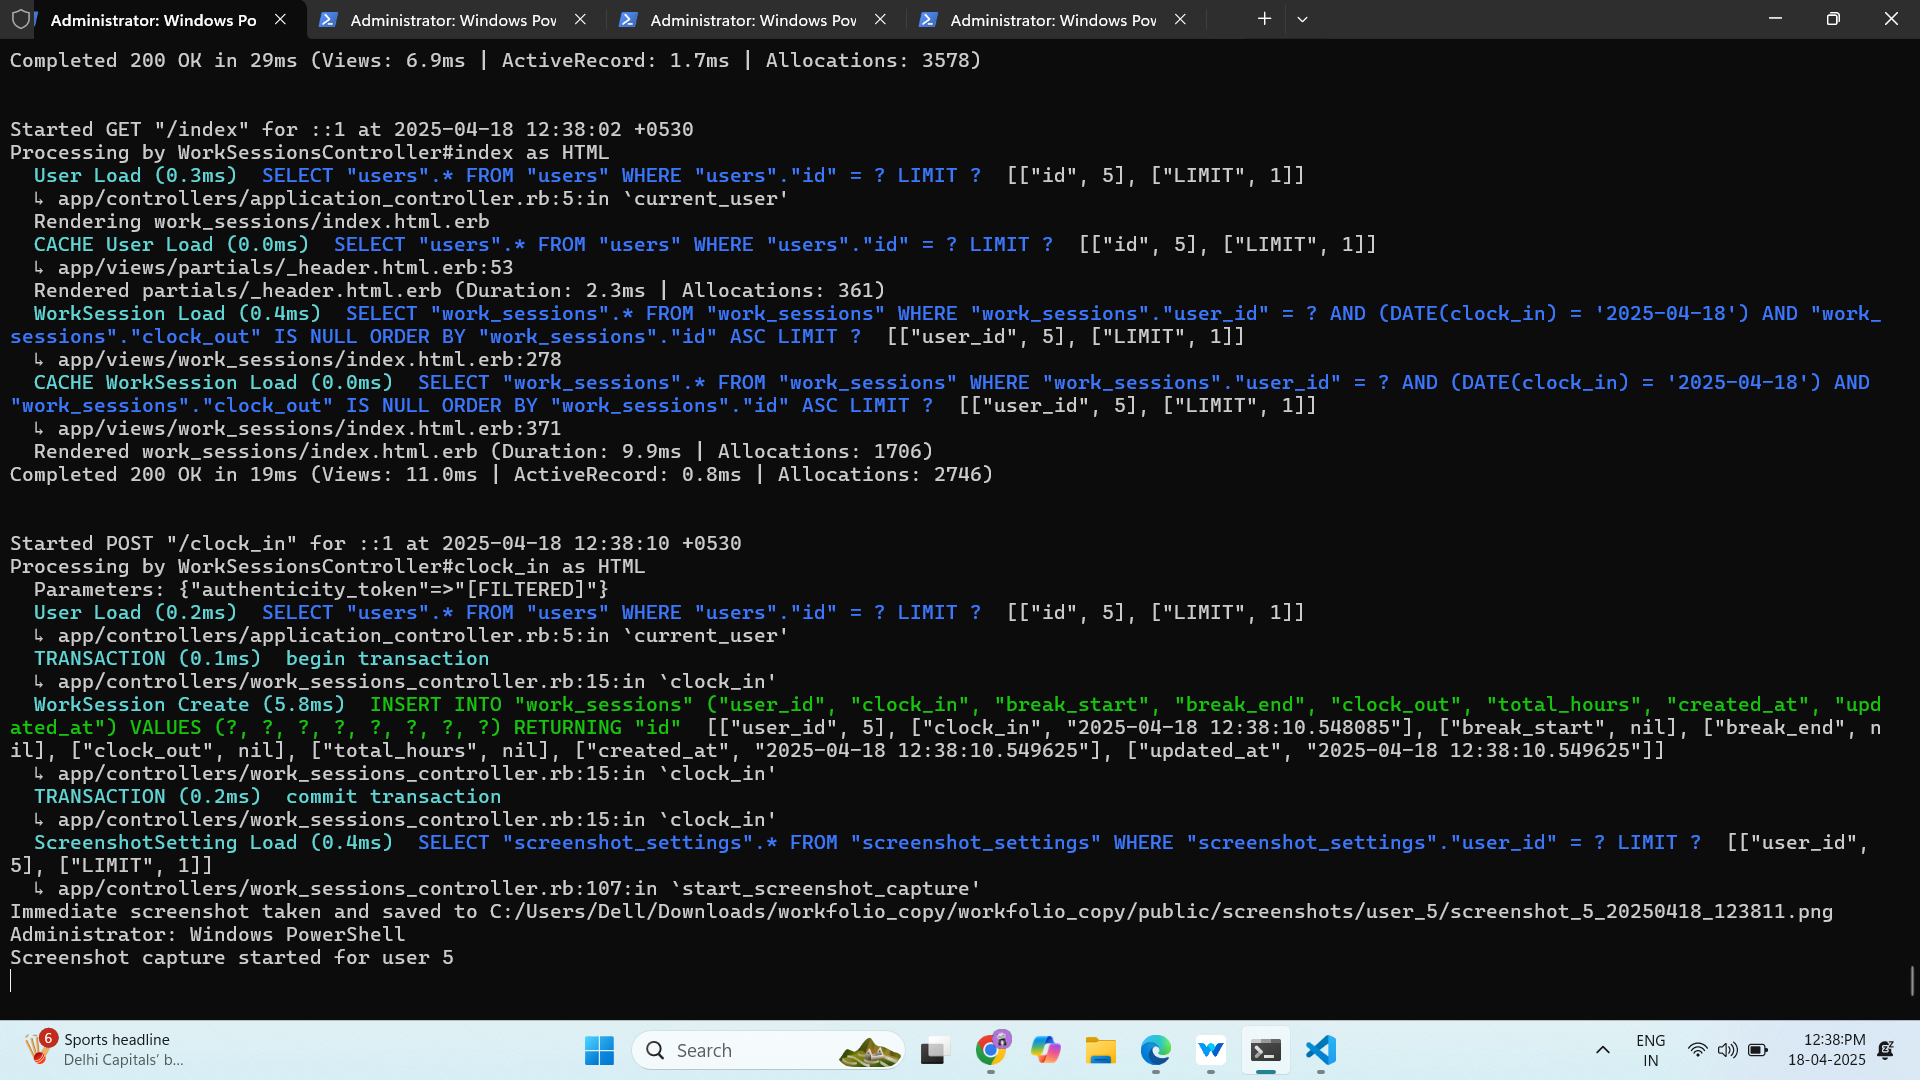 Administrator: Windows Po
Administrator: Windows Pow
Administrator: Windows Pow
Administrator: Windows Pow
Completed 200 OK in 29ms (Views: 6.9ms | ActiveRecord: 1.7ms | Allocations: 3578)
Started GET "/index" for ::1 at 2025-04-18 12:38:02 +0530
Processing by WorkSessionsController#index as HTML
User Load (0.3ms)  SELECT "users".* FROM "users" WHERE "users"."id" = ? LIMIT ?  [["id", 5], ["LIMIT", 1]]
↳ app/controllers/application_controller.rb:5:in `current_user'
Rendering work_sessions/index.html.erb
CACHE User Load (0.0ms)  SELECT "users".* FROM "users" WHERE "users"."id" = ? LIMIT ?  [["id", 5], ["LIMIT", 1]]
↳ app/views/partials/_header.html.erb:53
Rendered partials/_header.html.erb (Duration: 2.3ms | Allocations: 361)
WorkSession Load (0.4ms)  SELECT "work_sessions".* FROM "work_sessions" WHERE "work_sessions"."user_id" = ? AND (DATE(clock_in) = '2025-04-18') AND "work_
sessions"."clock_out" IS NULL ORDER BY "work_sessions"."id" ASC LIMIT ?  [["user_id", 5], ["LIMIT", 1]]
↳ app/views/work_sessions/index.html.erb:278
CACHE WorkSession Load (0.0ms)  SELECT "work_sessions".* FROM "work_sessions" WHERE "work_sessions"."user_id" = ? AND (DATE(clock_in) = '2025-04-18') AND
"work_sessions"."clock_out" IS NULL ORDER BY "work_sessions"."id" ASC LIMIT ?  [["user_id", 5], ["LIMIT", 1]]
↳ app/views/work_sessions/index.html.erb:371
Rendered work_sessions/index.html.erb (Duration: 9.9ms | Allocations: 1706)
Completed 200 OK in 19ms (Views: 11.0ms | ActiveRecord: 0.8ms | Allocations: 2746)
Started POST "/clock_in" for ::1 at 2025-04-18 12:38:10 +0530
Processing by WorkSessionsController#clock_in as HTML
Parameters: {"authenticity_token"=>"[FILTERED]"}
User Load (0.2ms)  SELECT "users".* FROM "users" WHERE "users"."id" = ? LIMIT ?  [["id", 5], ["LIMIT", 1]]
↳ app/controllers/application_controller.rb:5:in `current_user'
TRANSACTION (0.1ms)  begin transaction
↳ app/controllers/work_sessions_controller.rb:15:in `clock_in'
WorkSession Create (5.8ms)  INSERT INTO "work_sessions" ("user_id", "clock_in", "break_start", "break_end", "clock_out", "total_hours", "created_at", "upd
ated_at") VALUES (?, ?, ?, ?, ?, ?, ?, ?) RETURNING "id"  [["user_id", 5], ["clock_in", "2025-04-18 12:38:10.548085"], ["break_start", nil], ["break_end", n
il], ["clock_out", nil], ["total_hours", nil], ["created_at", "2025-04-18 12:38:10.549625"], ["updated_at", "2025-04-18 12:38:10.549625"]]
↳ app/controllers/work_sessions_controller.rb:15:in `clock_in'
TRANSACTION (0.2ms)  commit transaction
↳ app/controllers/work_sessions_controller.rb:15:in `clock_in'
ScreenshotSetting Load (0.4ms)  SELECT "screenshot_settings".* FROM "screenshot_settings" WHERE "screenshot_settings"."user_id" = ? LIMIT ?  [["user_id",
5], ["LIMIT", 1]]
↳ app/controllers/work_sessions_controller.rb:107:in `start_screenshot_capture'
Immediate screenshot taken and saved to C:/Users/Dell/Downloads/workfolio_copy/workfolio_copy/public/screenshots/user_5/screenshot_5_20250418_123811.png
Administrator: Windows PowerShell
Screenshot capture started for user 5
6
Sports headline
Delhi Capitals' b...
Search
ENG
IN
12:38:PM
18-04-2025